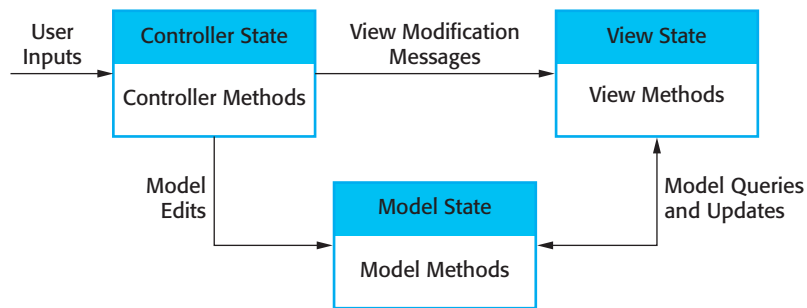 User
Inputs
Controller State
Controller Methods
View Modification
Messages
View State
View Methods
Model
Edits
Model State
Model Methods
Model Queries
and Updates